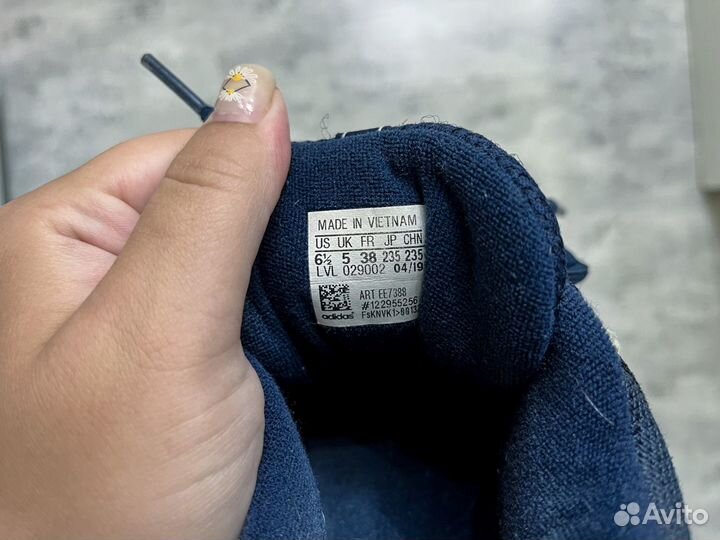 MADE IN VIETNAM
US UK FR JP CHN
6½ 5 38 235 235
LVL 029002 04/19
ART EE7388
#122955256
adidas
Avito